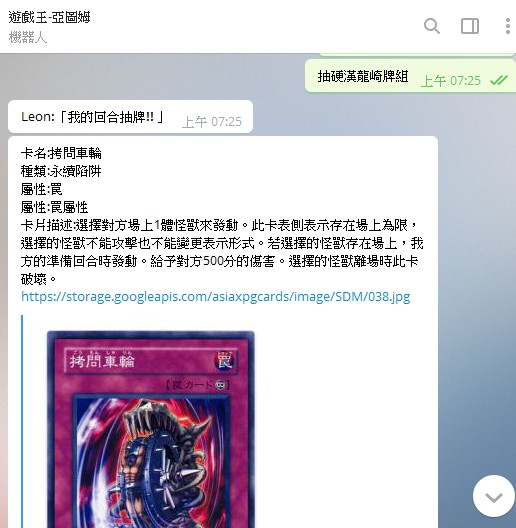 遊戲王-亞圖姆
機器人
抽硬漢龍崎牌組 上午 07:25
Leon:「我的回合抽牌!! 」 上午 07:25
卡名:拷問車輪
種類:永續陷阱
屬性:罠
屬性:罠屬性
卡片描述:選擇對方場上1體怪獸來發動。此卡表側表示存在場上為限，
選擇的怪獸不能攻擊也不能變更表示形式。若選擇的怪獸存在場上，我
方的準備回合時發動。給予對方500分的傷害。選擇的怪獸離場時此卡
破壞。
https://storage.googleapis.com/asiaxpgcards/image/SDM/038.jpg
ごう もん しゃ りん
拷問車輪
罠
【罠カード